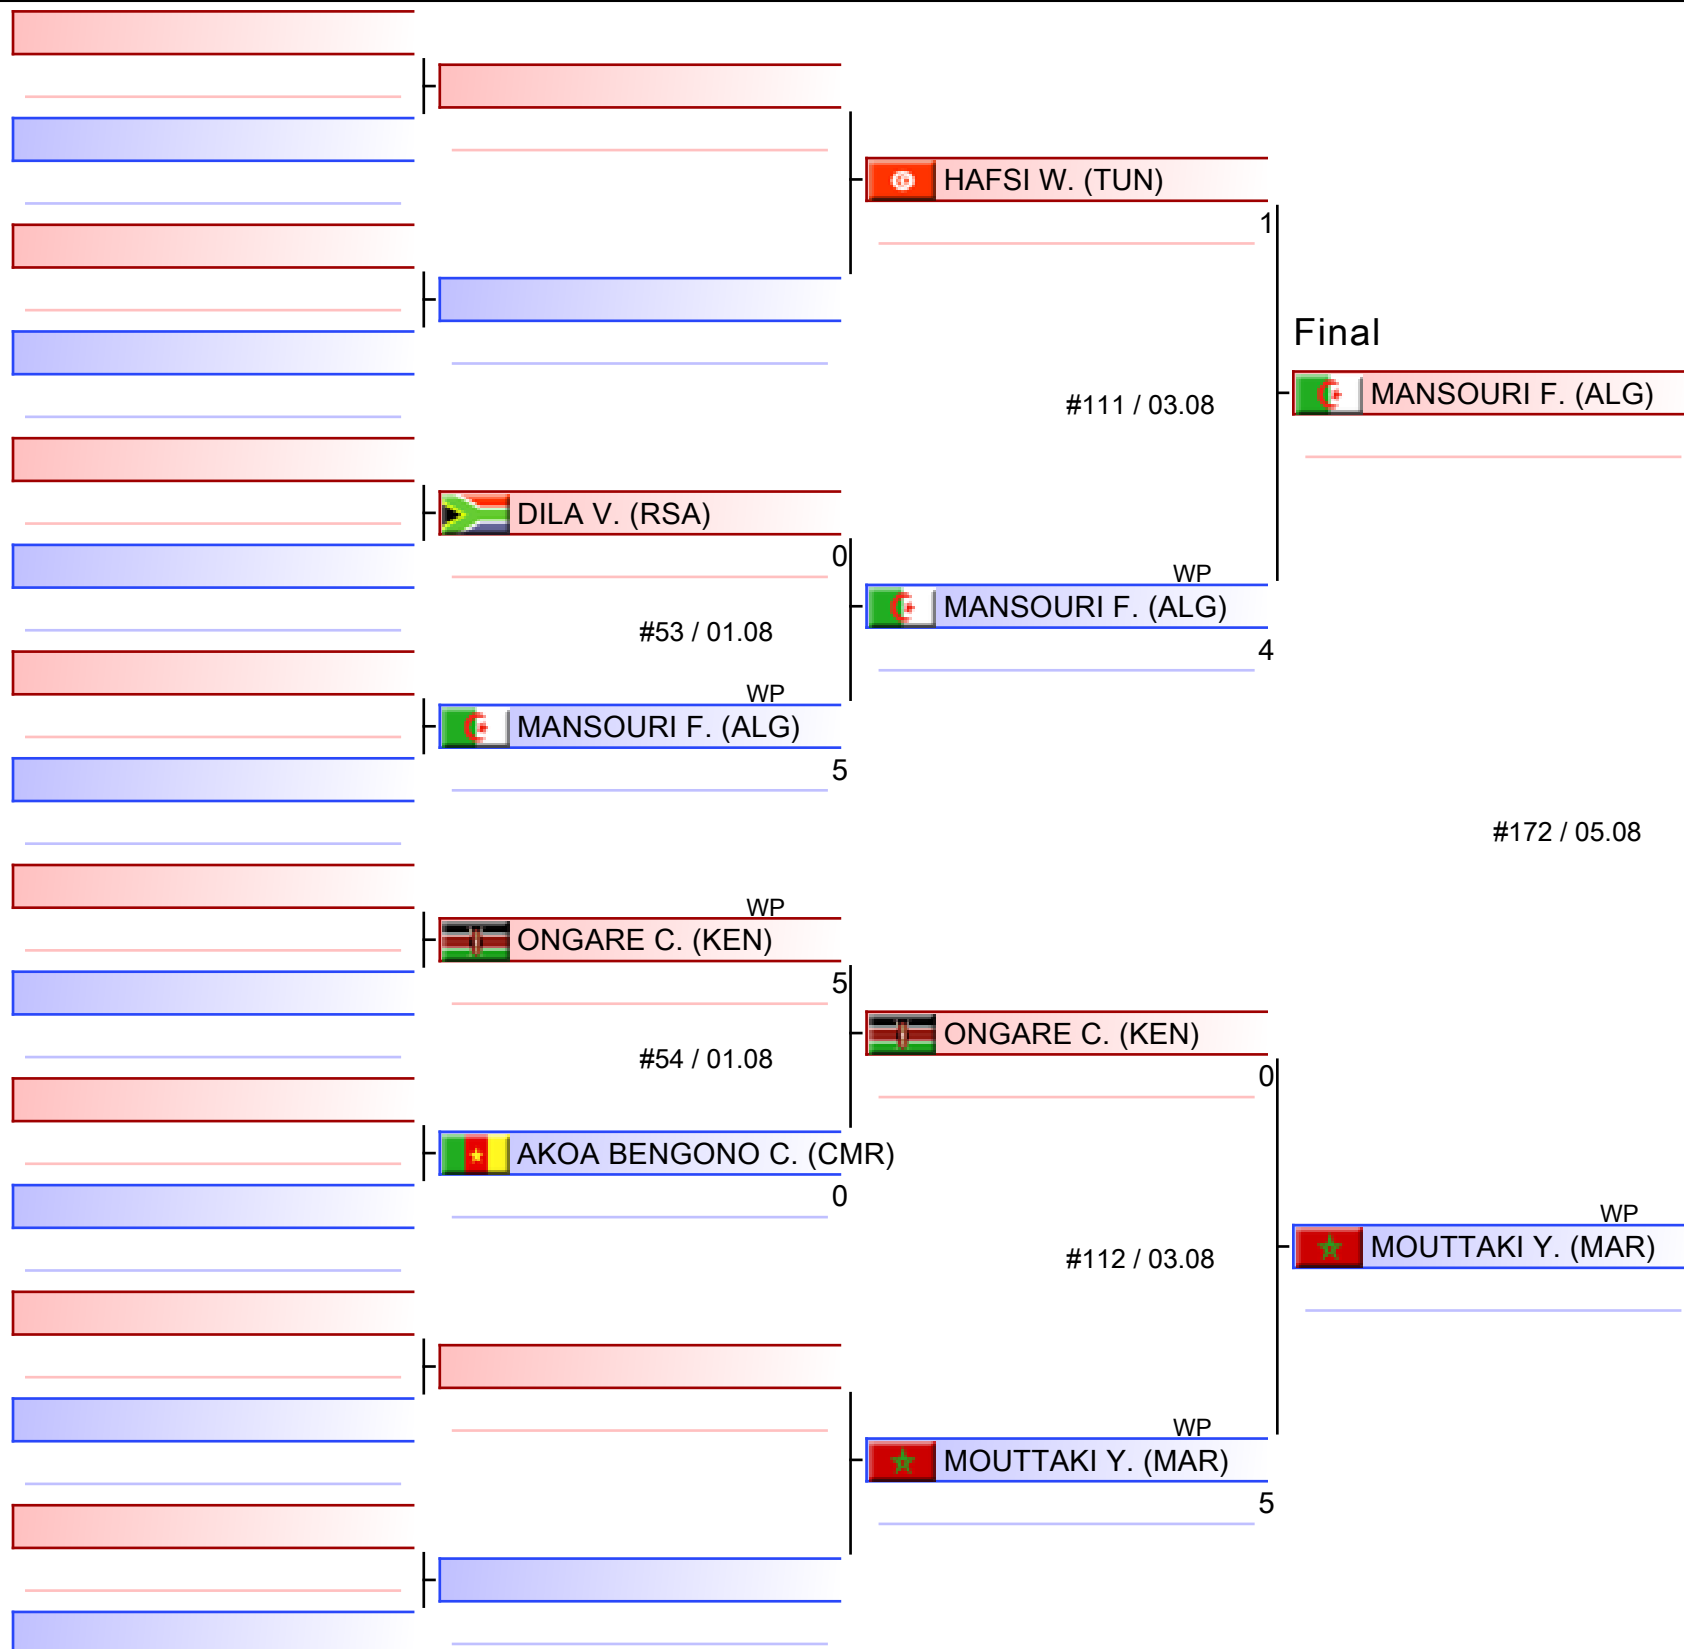 HAFSI W. (TUN)
1
Final
#111 / 03.08
MANSOURI F. (ALG)
DILA V. (RSA)
0
WP
MANSOURI F. (ALG)
#53 / 01.08
4
WP
MANSOURI F. (ALG)
5
#172 / 05.08
WP
ONGARE C. (KEN)
5
ONGARE C. (KEN)
#54 / 01.08
0
AKOA BENGONO C. (CMR)
0
WP
#112 / 03.08
MOUTTAKI Y. (MAR)
WP
MOUTTAKI Y. (MAR)
5